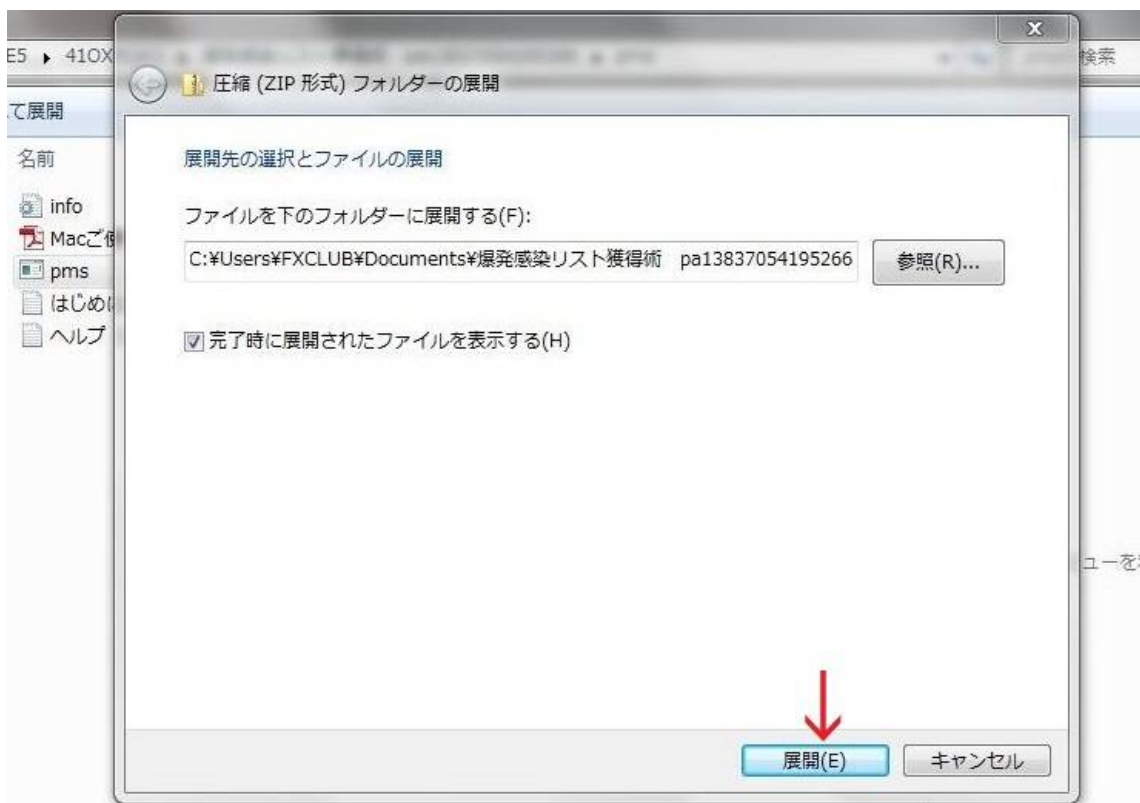 E5 ▸ 41OX
検索
圧縮 (ZIP 形式) フォルダーの展開
て展開
名前
info
Macご使
pms
はじめに
ヘルプ
展開先の選択とファイルの展開
ファイルを下のフォルダーに展開する(F):
C:¥Users¥FXCLUB¥Documents¥爆発感染リスト獲得術 pa13837054195266
参照(R)...
完了時に展開されたファイルを表示する(H)
ューを
展開(E)
キャンセル